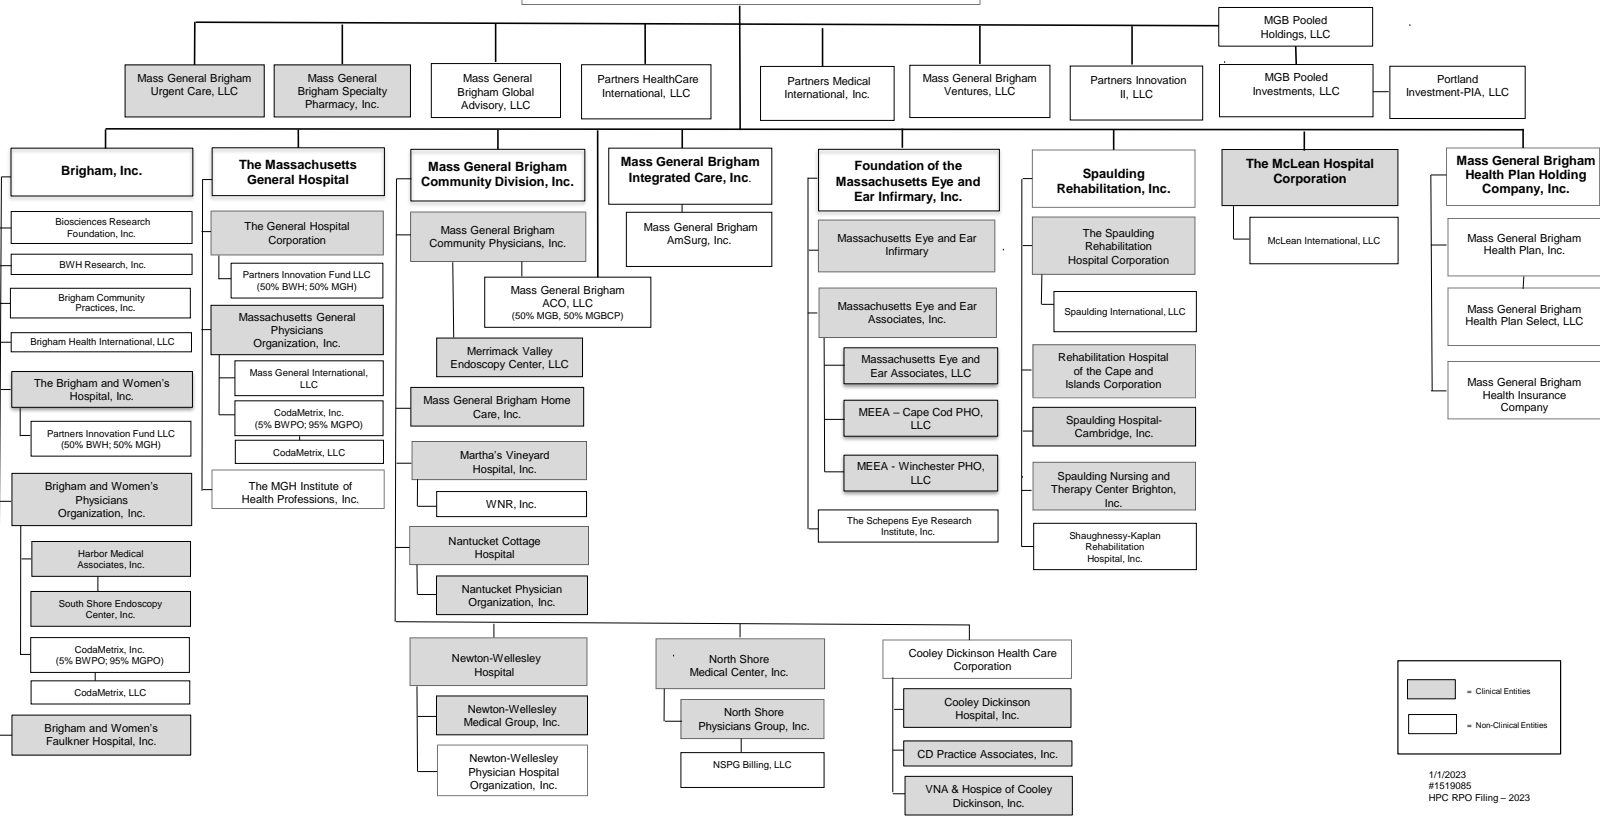 MGB Pooled
Holdings, LLC
Mass General Brigham
Urgent Care, LLC
Mass General
Brigham Specialty
Pharmacy, Inc.
Mass General
Brigham Global
Advisory, LLC
Partners HealthCare
International, LLC
Partners Medical
International, Inc.
Mass General Brigham
Ventures, LLC
Partners Innovation
II, LLC
MGB Pooled
Investments, LLC
Portland
Investment-PIA, LLC
Brigham, Inc.
Biosciences Research
Foundation, Inc.
BWH Research, Inc.
Brigham Community
Practices, Inc.
Brigham Health International, LLC
The Brigham and Women's
Hospital, Inc.
Partners Innovation Fund LLC
(50% BWH; 50% MGH)
Brigham and Women's
Physicians
Organization, Inc.
Harbor Medical
Associates, Inc.
South Shore Endoscopy
Center, Inc.
CodaMetrix, Inc.
(5% BWPO; 95% MGPO)
CodaMetrix, LLC
Brigham and Women's
Faulkner Hospital, Inc.
The Massachusetts
General Hospital
The General Hospital
Corporation
Partners Innovation Fund LLC
(50% BWH; 50% MGH)
Massachusetts General
Physicians
Organization, Inc.
Mass General International,
LLC
CodaMetrix, Inc.
(5% BWPO; 95% MGPO)
CodaMetrix, LLC
The MGH Institute of
Health Professions, Inc.
Mass General Brigham
Community Division, Inc.
Mass General Brigham
Community Physicians, Inc.
Mass General Brigham
ACO, LLC
(50% MGB, 50% MGBCP)
Merrimack Valley
Endoscopy Center, LLC
Mass General Brigham Home
Care, Inc.
Martha's Vineyard
Hospital, Inc.
WNR, Inc.
Nantucket Cottage
Hospital
Nantucket Physician
Organization, Inc.
Newton-Wellesley
Hospital
Newton-Wellesley
Medical Group, Inc.
Newton-Wellesley
Physician Hospital
Organization, Inc.
North Shore
Medical Center, Inc.
North Shore
Physicians Group, Inc.
NSPG Billing, LLC
Cooley Dickinson Health Care
Corporation
Cooley Dickinson
Hospital, Inc.
CD Practice Associates, Inc.
VNA & Hospice of Cooley
Dickinson, Inc.
Mass General Brigham
Integrated Care, Inc.
Mass General Brigham
AmSurg, Inc.
Foundation of the
Massachusetts Eye and
Ear Infirmary, Inc.
Massachusetts Eye and Ear
Infirmary
Massachusetts Eye and Ear
Associates, Inc.
Massachusetts Eye and
Ear Associates, LLC
MEEA – Cape Cod PHO,
LLC
MEEA - Winchester PHO,
LLC
The Schepens Eye Research
Institute, Inc.
Spaulding
Rehabilitation, Inc.
The Spaulding
Rehabilitation
Hospital Corporation
Spaulding International, LLC
Rehabilitation Hospital
of the Cape and
Islands Corporation
Spaulding Hospital-
Cambridge, Inc.
Spaulding Nursing and
Therapy Center Brighton,
Inc.
Shaughnessy-Kaplan
Rehabilitation
Hospital, Inc.
The McLean Hospital
Corporation
McLean International, LLC
Mass General Brigham
Health Plan Holding
Company, Inc.
Mass General Brigham
Health Plan, Inc.
Mass General Brigham
Health Plan Select, LLC
Mass General Brigham
Health Insurance
Company
= Clinical Entities
= Non-Clinical Entities
1/1/2023
#1519085
HPC RPO Filing – 2023